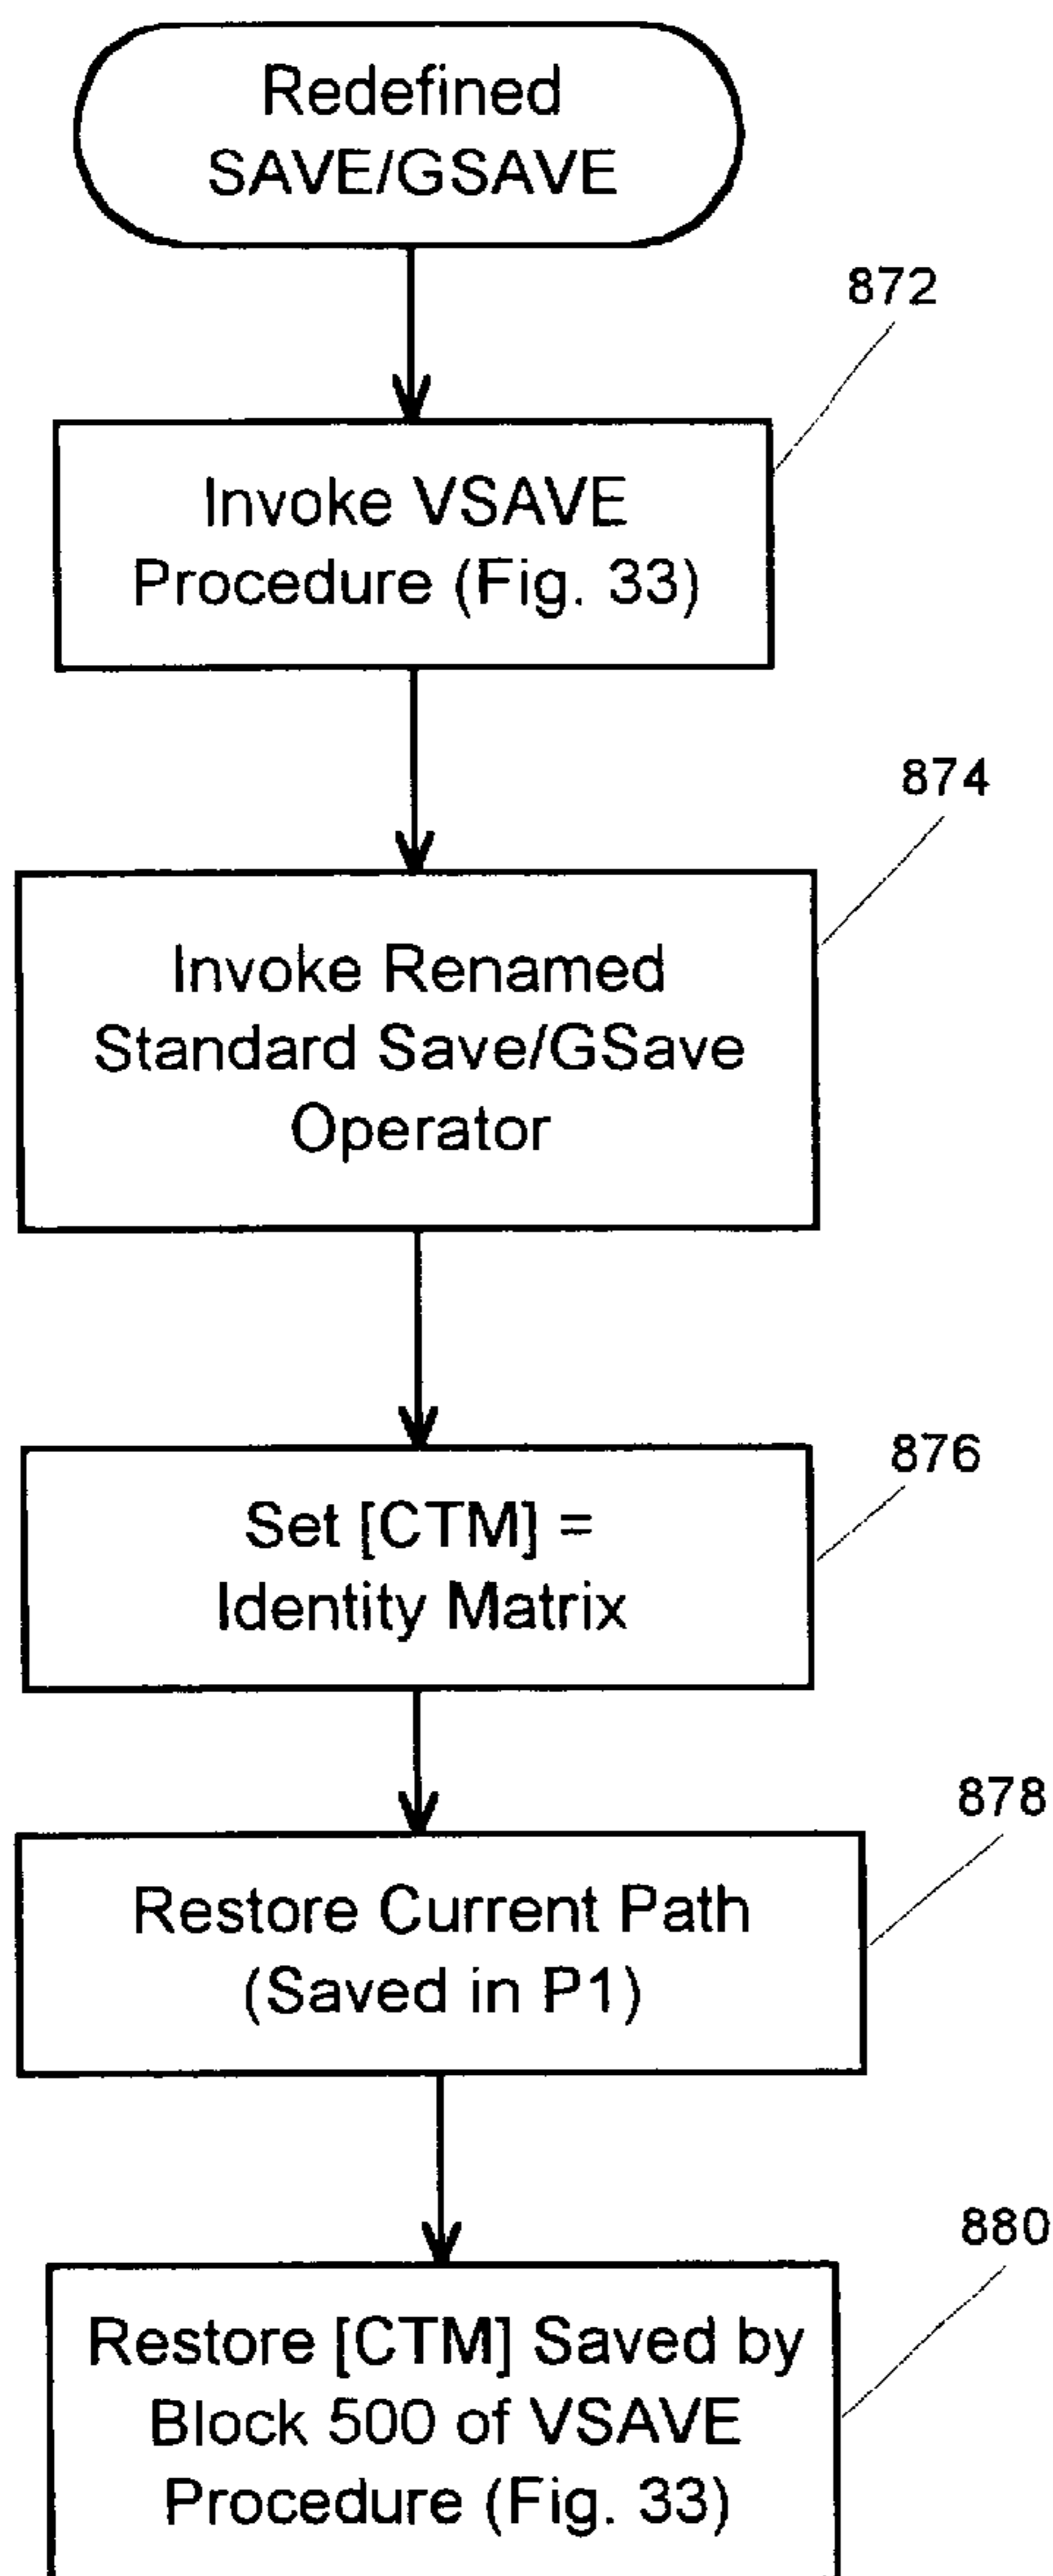 Redefined
SAVE/GSAVE
872
Invoke VSAVE
Procedure (Fig. 33)
874
Invoke Renamed
Standard Save/GSave
Operator
876
Set [CTM] =
Identity Matrix
878
Restore Current Path
(Saved in P1)
880
Restore [CTM] Saved by
Block 500 of VSAVE
Procedure (Fig. 33)